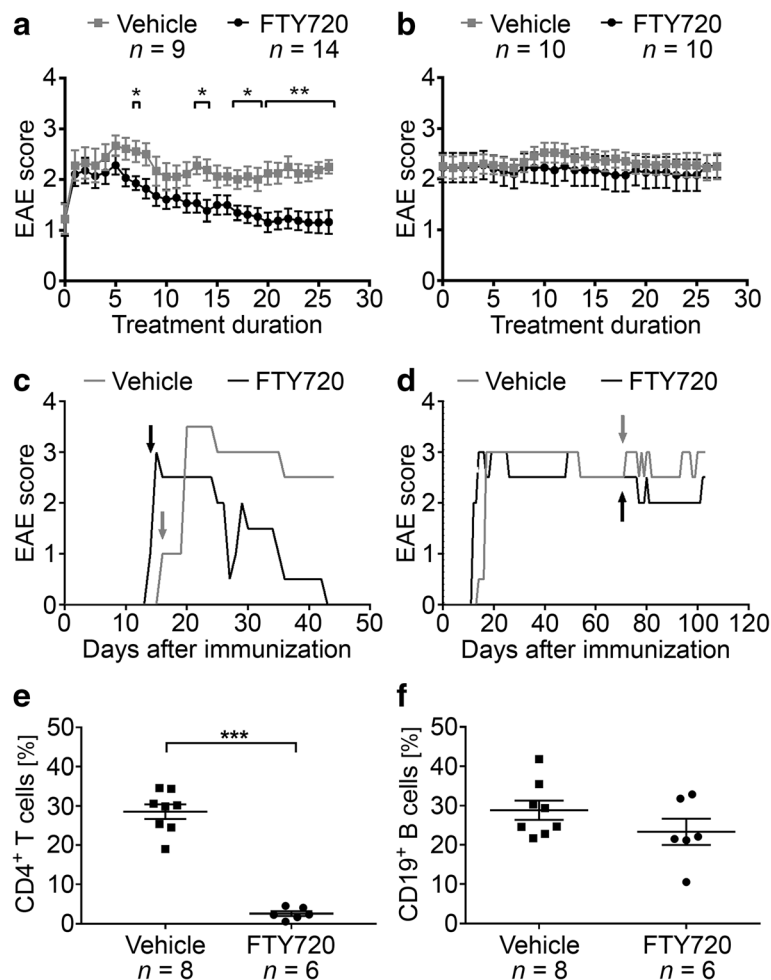 a Vehicle FTY720
n = 9 n = 14
* * * **
EAE score
4
3
2
1
0
0 5 10 15 20 25 30
Treatment duration
b Vehicle FTY720
n = 10 n = 10
EAE score
4
3
2
1
0
0 5 10 15 20 25 30
Treatment duration
c Vehicle FTY720
EAE score
4
3
2
1
0
0 10 20 30 40 50
Days after immunization
d Vehicle FTY720
EAE score
4
3
2
1
0
0 20 40 60 80 100 120
Days after immunization
e
***
CD4+ T cells [%]
50
40
30
20
10
0
Vehicle FTY720
n = 8 n = 6
f
CD19+ B cells [%]
50
40
30
20
10
0
Vehicle FTY720
n = 8 n = 6